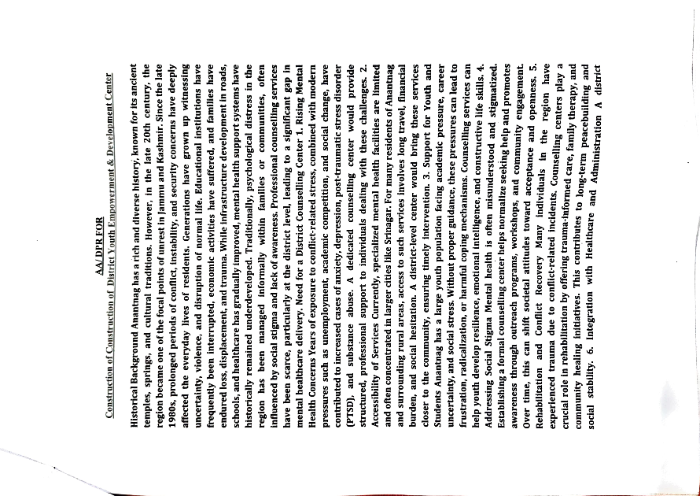 AA/DPR FOR
Construction of Construction of District Youth Empowerment & Development Center
Historical Background Anantnag has a rich and diverse history, known for its ancient
temples, springs, and cultural traditions. However, in the late 20th century, the
region became one of the focal points of unrest in Jammu and Kashmir. Since the late
1980s, prolonged periods of conflict, instability, and security concerns have deeply
affected the everyday lives of residents. Generations have grown up witnessing
uncertainty, violence, and disruption of normal life. Educational institutions have
frequently been interrupted, economic activities have suffered, and families have
endured loss, displacement, and trauma. While infrastructure development in roads,
schools, and healthcare has gradually improved, mental health support systems have
historically remained underdeveloped. Traditionally, psychological distress in the
region has been managed informally within families or communities, often
influenced by social stigma and lack of awareness. Professional counselling services
have been scarce, particularly at the district level, leading to a significant gap in
mental healthcare delivery. Need for a District Counselling Center 1. Rising Mental
Health Concerns Years of exposure to conflict-related stress, combined with modern
pressures such as unemployment, academic competition, and social change, have
contributed to increased cases of anxiety, depression, post-traumatic stress disorder
(PTSD), and substance abuse. A dedicated counselling center would provide
structured, professional support to individuals dealing with these challenges. 2.
Accessibility of Services Currently, specialized mental health facilities are limited
and often concentrated in larger cities like Srinagar. For many residents of Anantnag
and surrounding rural areas, access to such services involves long travel, financial
burden, and social hesitation. A district-level center would bring these services
closer to the community, ensuring timely intervention. 3. Support for Youth and
Students Anantnag has a large youth population facing academic pressure, career
uncertainty, and social stress. Without proper guidance, these pressures can lead to
frustration, radicalization, or harmful coping mechanisms. Counselling services can
help youth develop resilience, emotional intelligence, and constructive life skills. 4.
Addressing Social Stigma Mental health is often misunderstood and stigmatized.
Establishing a formal counselling center helps normalize seeking help and promotes
awareness through outreach, programs, workshops, and community engagement.
Over time, this can shift societal attitudes toward acceptance and openness. 5.
Rehabilitation and Conflict Recovery Many individuals in the region have
experienced trauma due to conflict-related incidents. Counselling centers play a
crucial role in rehabilitation by offering trauma-informed care, family therapy, and
community healing initiatives. This contributes to long-term peacebuilding and
social stability. 6. Integration with Healthcare and Administration A district